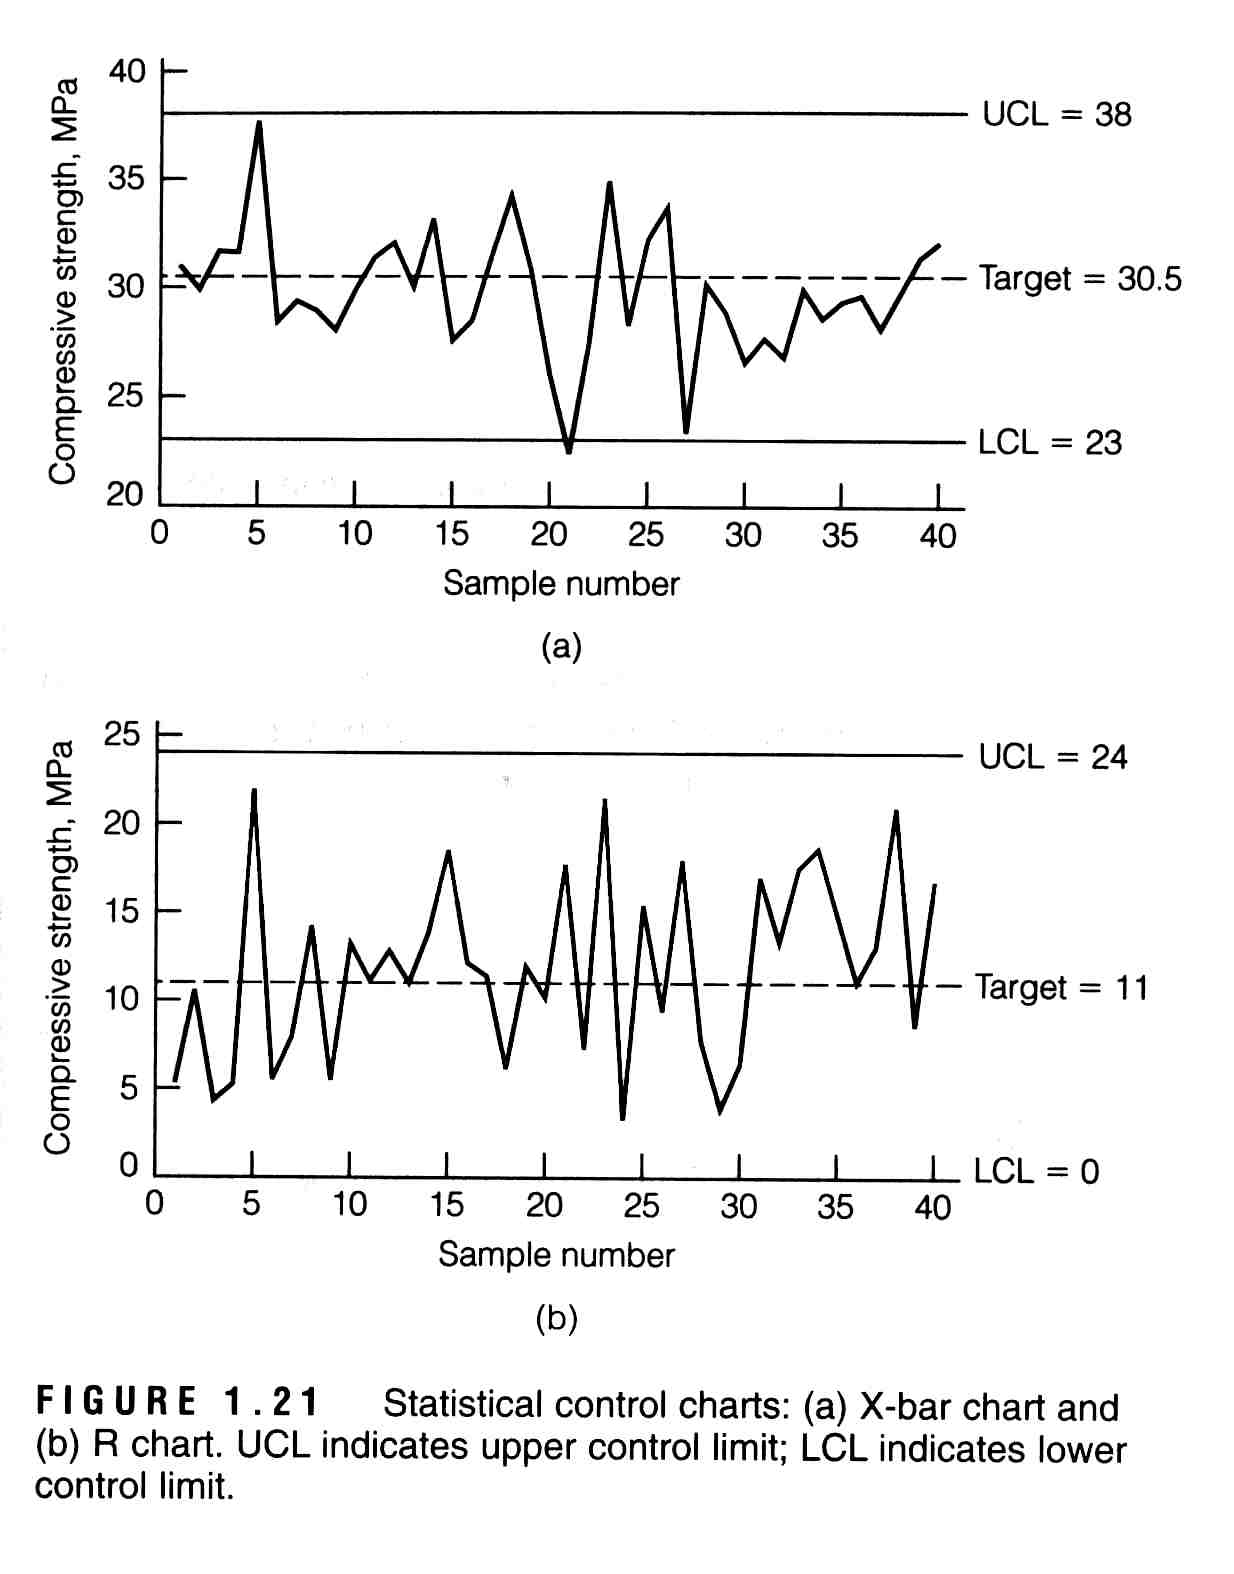 Compressive strength, MPa
40
UCL = 38
35
30
Target = 30.5
25
LCL = 23
20
0 5 10 15 20 25 30 35 40
Sample number
(a)
Compressive strength, MPa
25
UCL = 24
20
15
10
Target = 11
5
0
LCL = 0
0 5 10 15 20 25 30 35 40
Sample number
(b)
FIGURE 1.21 Statistical control charts: (a) X-bar chart and
(b) R chart. UCL indicates upper control limit; LCL indicates lower
control limit.